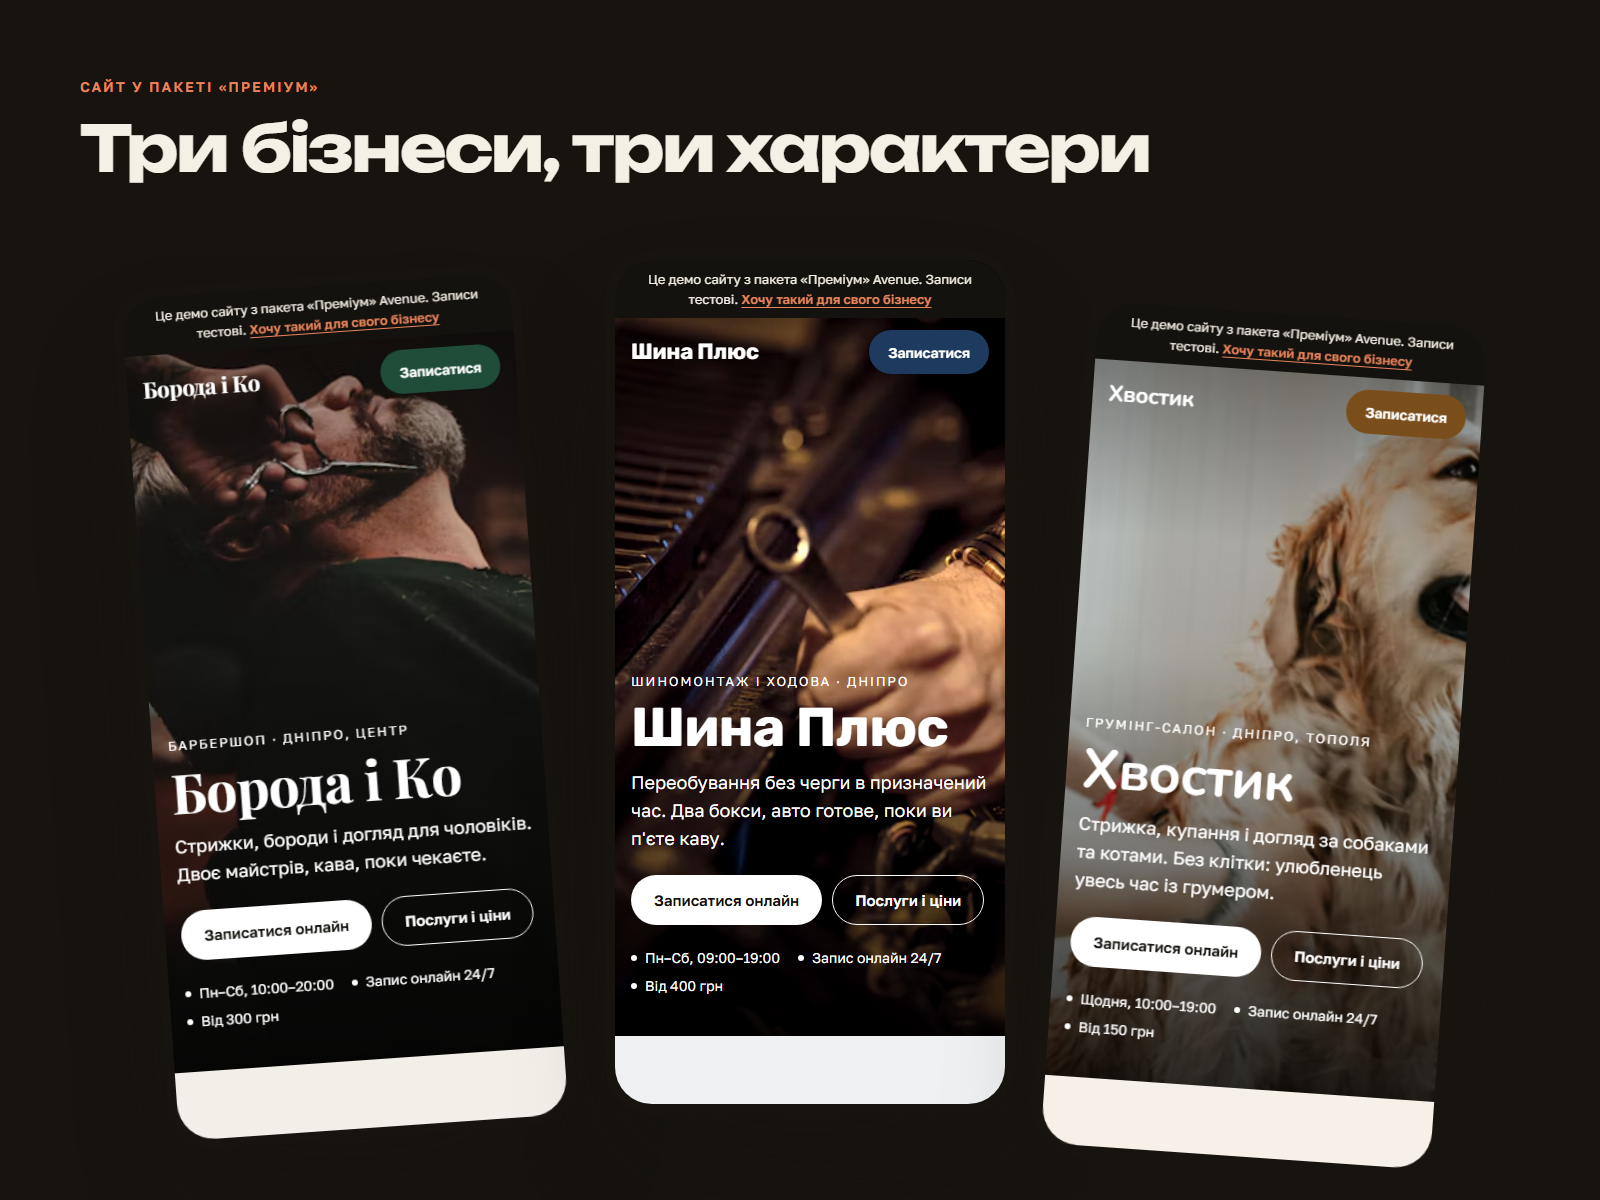 САЙТ У ПАКЕТІ «ПРЕМІУМ»
Три бізнеси, три характери
Це демо сайту з пакета «Преміум» Avenue. Записи
тестові. Хочу такий для свого бізнесу
Борода і Ко
Записатися
БАРБЕРШОП · ДНІПРО, ЦЕНТР
Борода і Ко
Стрижки, бороди і догляд для чоловіків.
Двоє майстрів, кава, поки чекаєте.
Записатися онлайн
Послуги і ціни
Пн–Сб, 10:00–20:00
Запис онлайн 24/7
Від 300 грн
Це демо сайту з пакета «Преміум» Avenue. Записи
тестові. Хочу такий для свого бізнесу
Шина Плюс
Записатися
ШИНОМОНТАЖ І ХОДОВА · ДНІПРО
Шина Плюс
Переобування без черги в призначений
час. Два бокси, авто готове, поки ви
п'єте каву.
Записатися онлайн
Послуги і ціни
Пн–Сб, 09:00–19:00
Запис онлайн 24/7
Від 400 грн
Це демо сайту з пакета «Преміум» Avenue. Записи
тестові. Хочу такий для свого бізнесу
Хвостик
Записатися
ГРУМІНГ-САЛОН · ДНІПРО, ТОПОЛЯ
Хвостик
Стрижка, купання і догляд за собаками
та котами. Без клітки: улюбленець
увесь час із грумером.
Записатися онлайн
Послуги і ціни
Щодня, 10:00–19:00
Запис онлайн 24/7
Від 150 грн